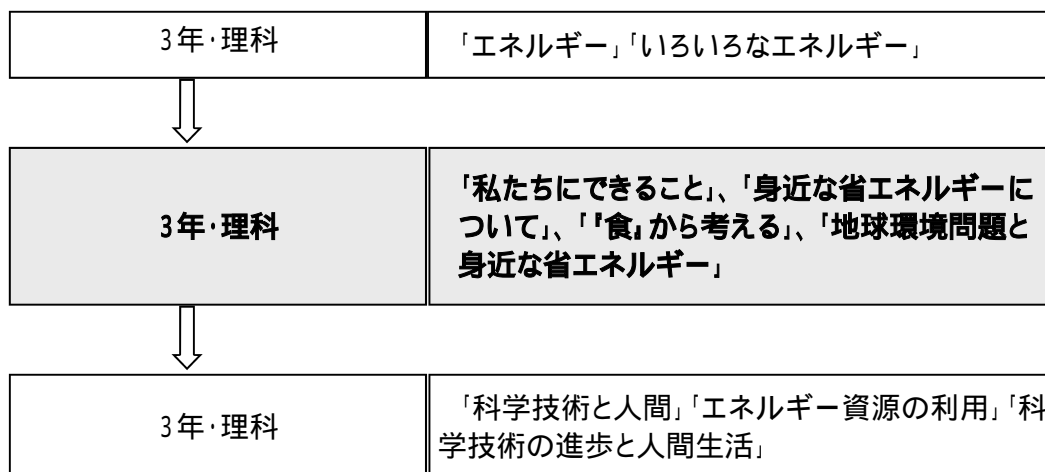 3年・理科
「エネルギー」「いろいろなエネルギー」
3年・理科
「私たちにできること」、「身近な省エネルギーに
ついて」、「『食』から考える」、「地球環境問題と
身近な省エネルギー」
3年・理科
「科学技術と人間」「エネルギー資源の利用」「科
学技術の進歩と人間生活」